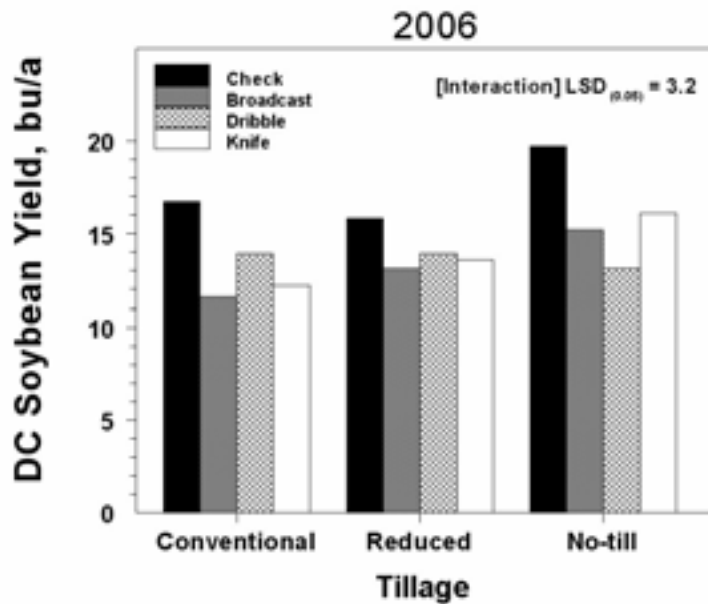 2006
Check
Broadcast
Dribble
Knife
[Interaction] LSD (0.05) = 3.2
DC Soybean Yield, bu/a
20
15
10
5
0
Conventional Reduced No-till
Tillage